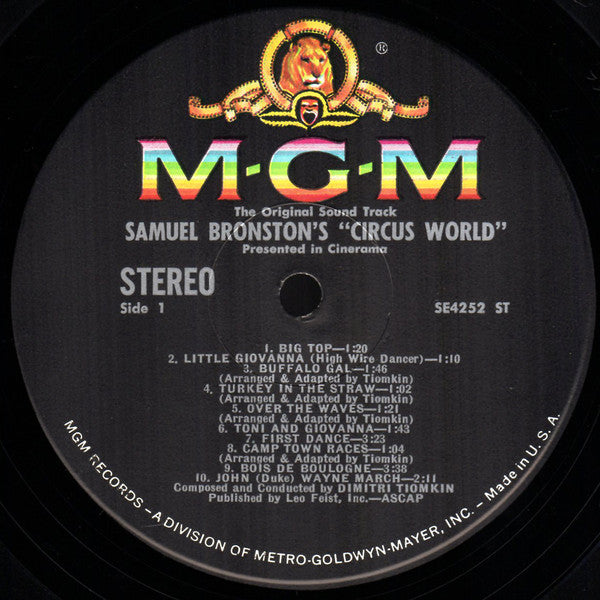 ®
M-G-M
The Original Sound Track
SAMUEL BRONSTON'S "CIRCUS WORLD"
Presented in Cinerama
STEREO
Side 1
SE4252 ST
1. BIG TOP—1:20
2. LITTLE GIOVANNA (High Wire Dancer)—1:10
3. BUFFALO GAL—1:46
(Arranged & Adapted by Tiomkin)
4. TURKEY IN THE STRAW—1:02
(Arranged & Adapted by Tiomkin)
5. OVER THE WAVES—1:21
(Arranged & Adapted by Tiomkin)
6. TONI AND GIOVANNA—1:43
7. FIRST DANCE—3:23
8. CAMP TOWN RACES—1:04
(Arranged & Adapted by Tiomkin)
9. BOIS DE BOULOGNE—3:38
10. JOHN (Duke) WAYNE MARCH—2:11
Composed and Conducted by DIMITRI TIOMKIN
Published by Leo Feist, Inc.—ASCAP
MGM RECORDS—A DIVISION OF METRO-GOLDWYN-MAYER, INC. – Made in U. S. A.